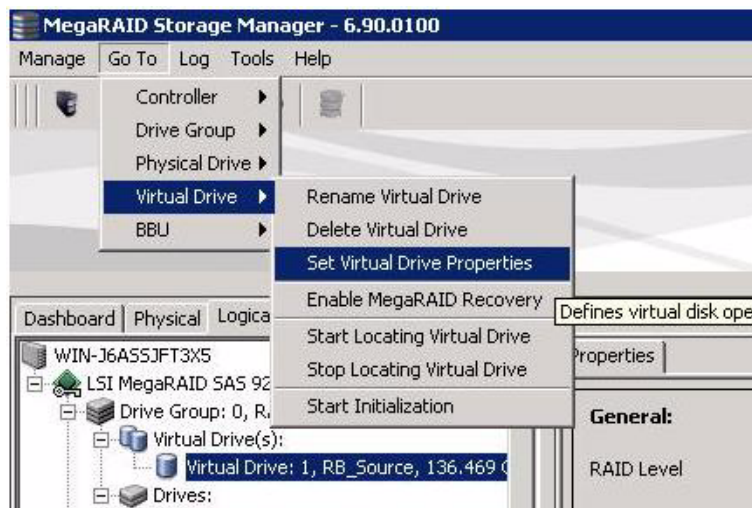 MegaRAID Storage Manager - 6.90.0100
Manage Go To Log Tools Help
Controller
Drive Group
Physical Drive
Virtual Drive
BBU
Rename Virtual Drive
Delete Virtual Drive
Set Virtual Drive Properties
Enable MegaRAID Recovery
Start Locating Virtual Drive
Stop Locating Virtual Drive
Start Initialization
Defines virtual disk ope
Dashboard Physical Logica
Properties
WIN-J6ASSJFT3X5
LSI MegaRAID SAS 92
Drive Group: 0, R
Virtual Drive(s):
Virtual Drive: 1, RB_Source, 136.469
Drives:
General:
RAID Level